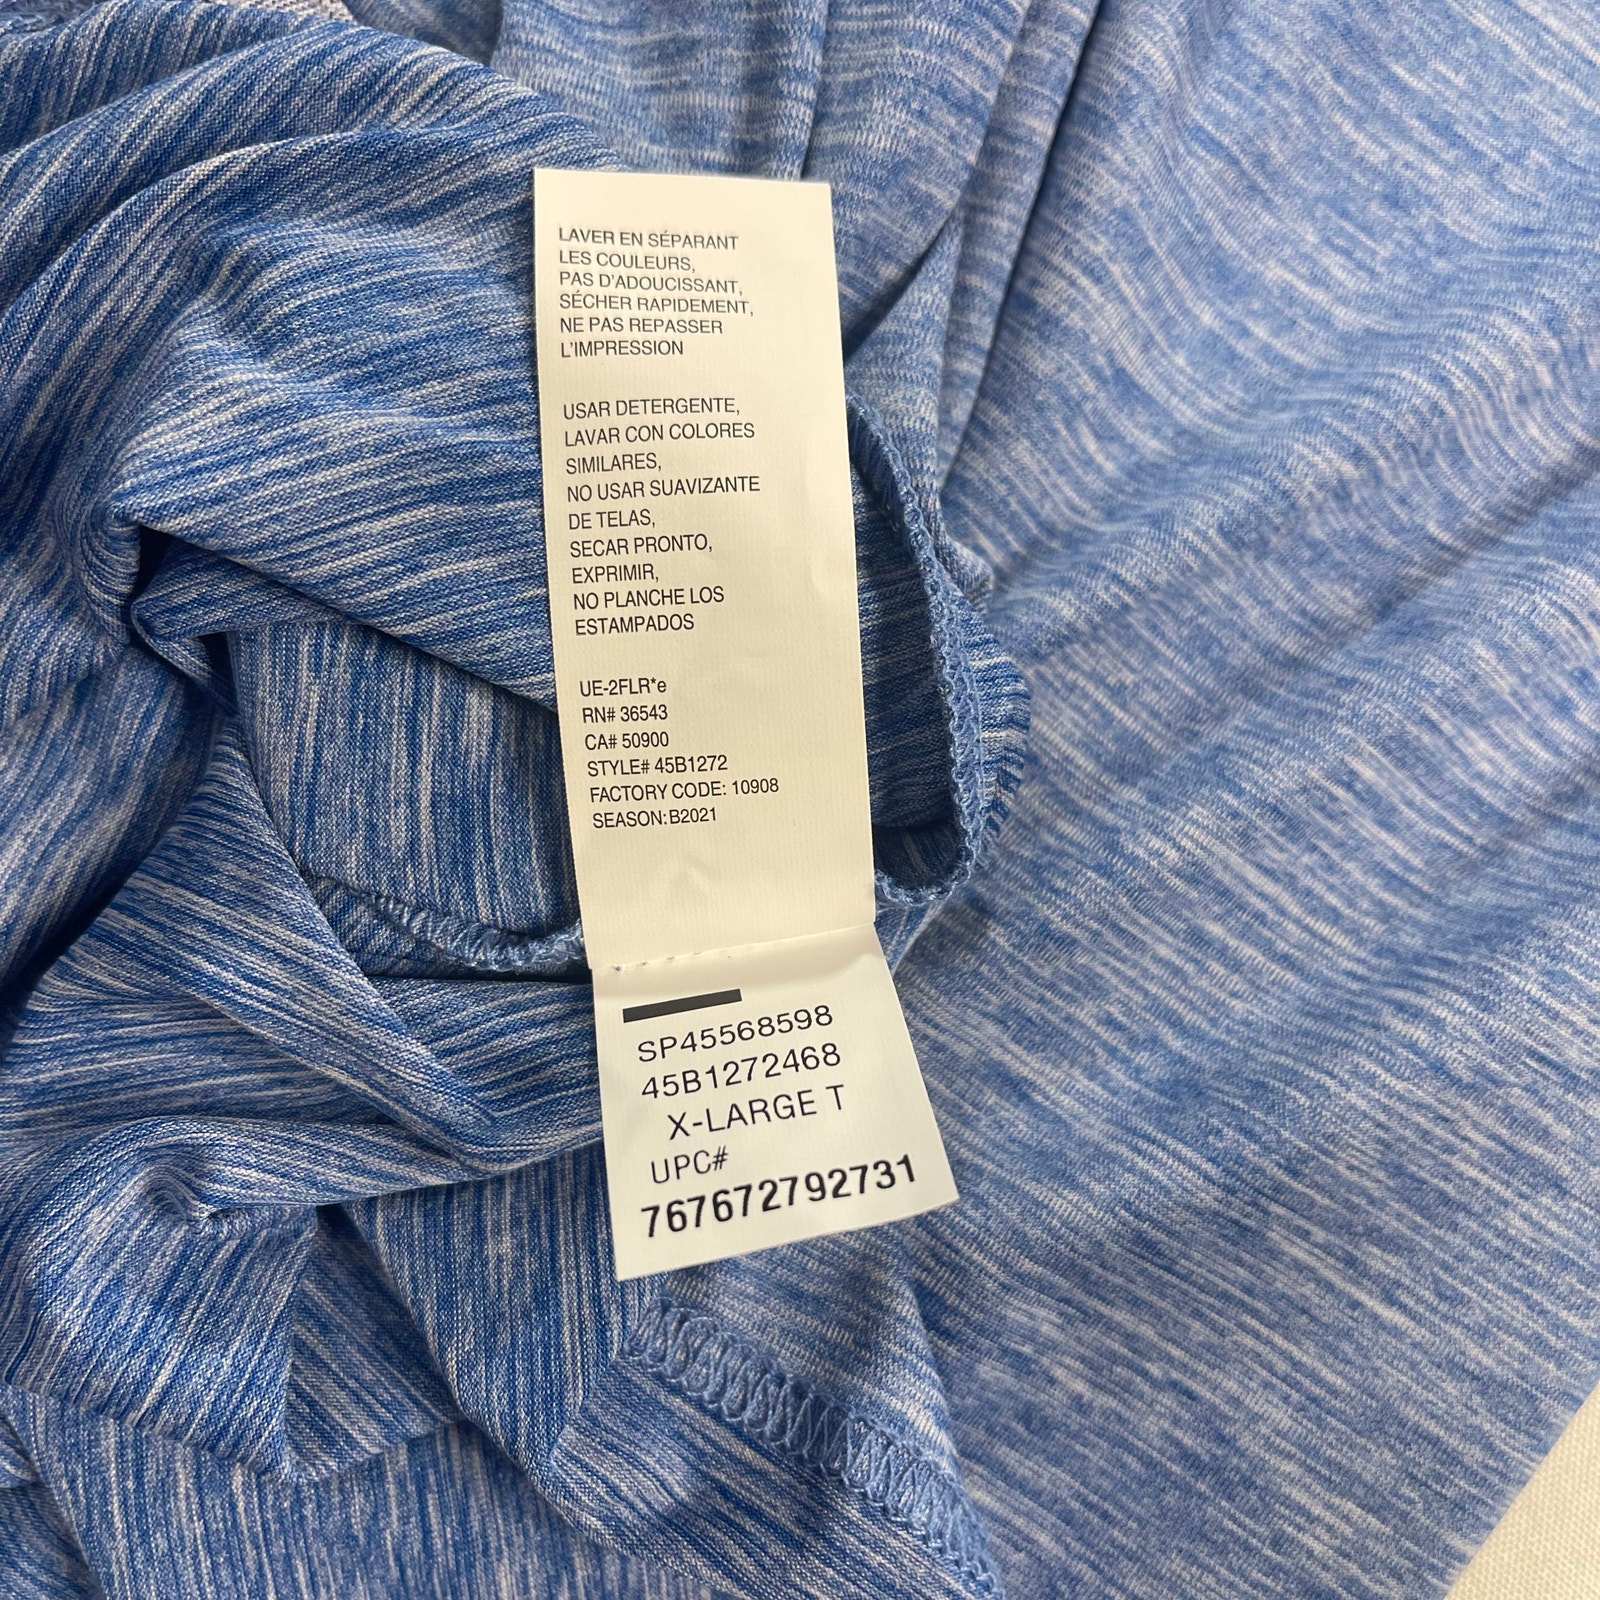 LAVER EN SÉPARANT
LES COULEURS,
PAS D'ADOUCISSANT,
SÉCHER RAPIDEMENT,
NE PAS REPASSER
L'IMPRESSION
USAR DETERGENTE,
LAVAR CON COLORES
SIMILARES,
NO USAR SUAVIZANTE
DE TELAS,
SECAR PRONTO,
EXPRIMIR,
NO PLANCHE LOS
ESTAMPADOS
UE-2FLR*e
RN# 36543
CA# 50900
STYLE# 45B1272
FACTORY CODE: 10908
SEASON: B2021
SP45568598
45B1272468
X-LARGE T
UPC#
767672792731